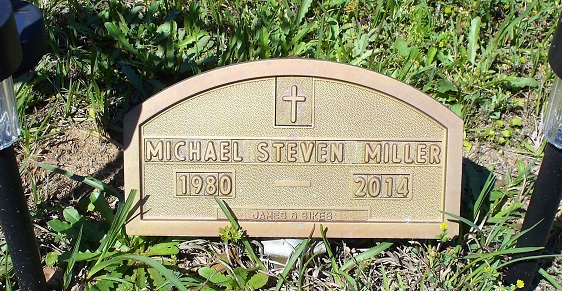 MICHAEL STEVEN MILLER
1980 — 2014
JAMES & SIKES